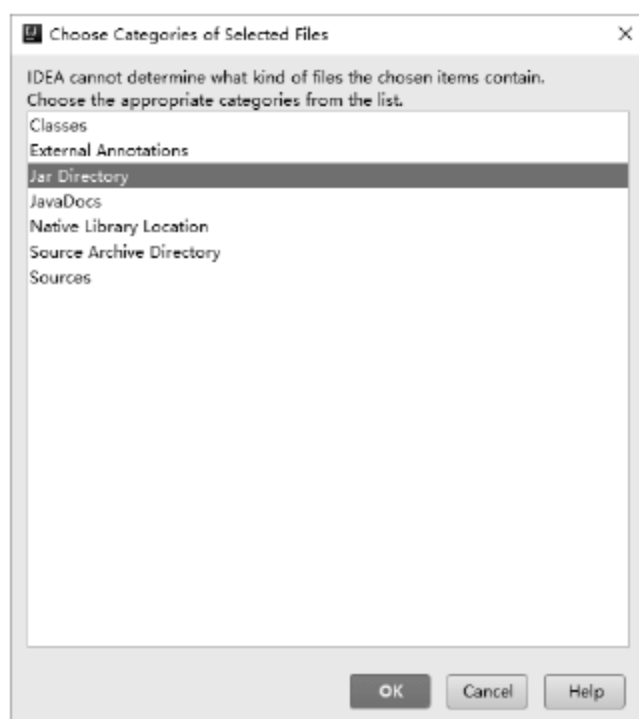 Choose Categories of Selected Files
IDEA cannot determine what kind of files the chosen items contain.
Choose the appropriate categories from the list.
Classes
External Annotations
Jar Directory
JavaDocs
Native Library Location
Source Archive Directory
Sources
OK Cancel Help